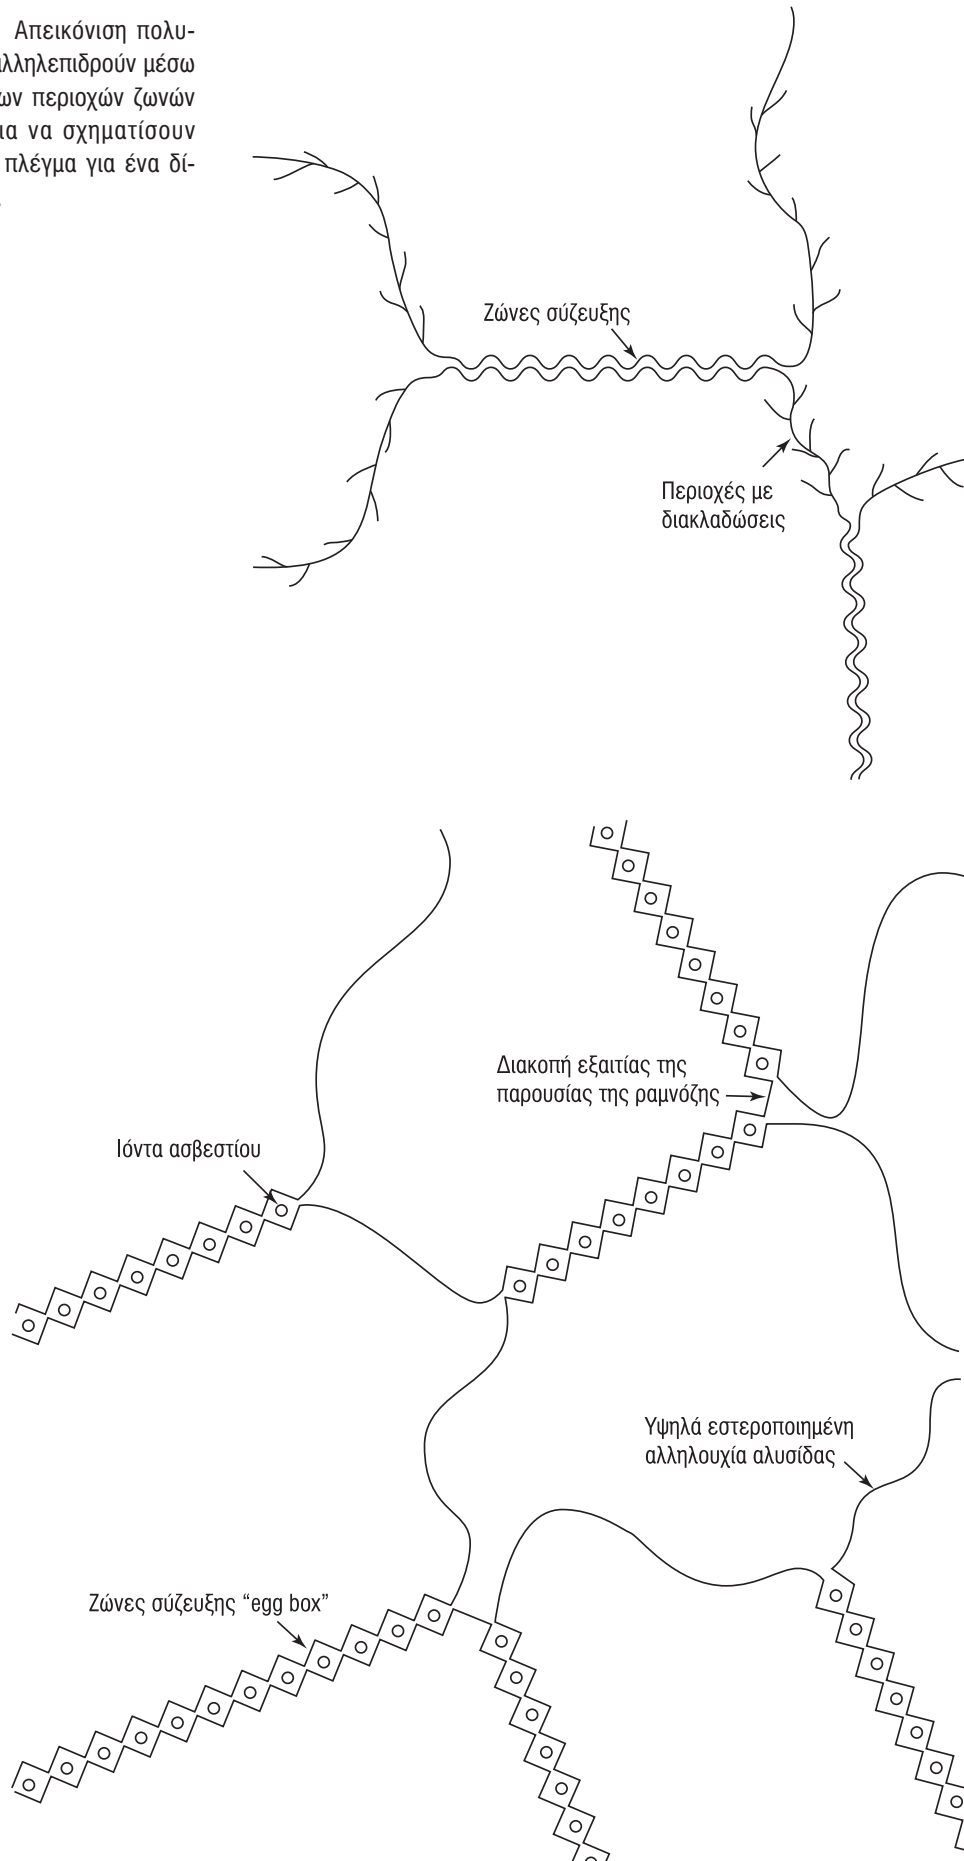 Απεικόνιση πολυ-
αλληλεπιδρούν μέσω
ων περιοχών ζωνών
ια να σχηματίσουν
πλέγμα για ένα δί-
Ζώνες σύζευξης
Περιοχές με
διακλαδώσεις
Διακοπή εξαιτίας της
παρουσίας της ραμνόζης
Ιόντα ασβεστίου
Υψηλά εστεροποιημένη
αλληλουχία αλυσίδας
Ζώνες σύζευξης “egg box”